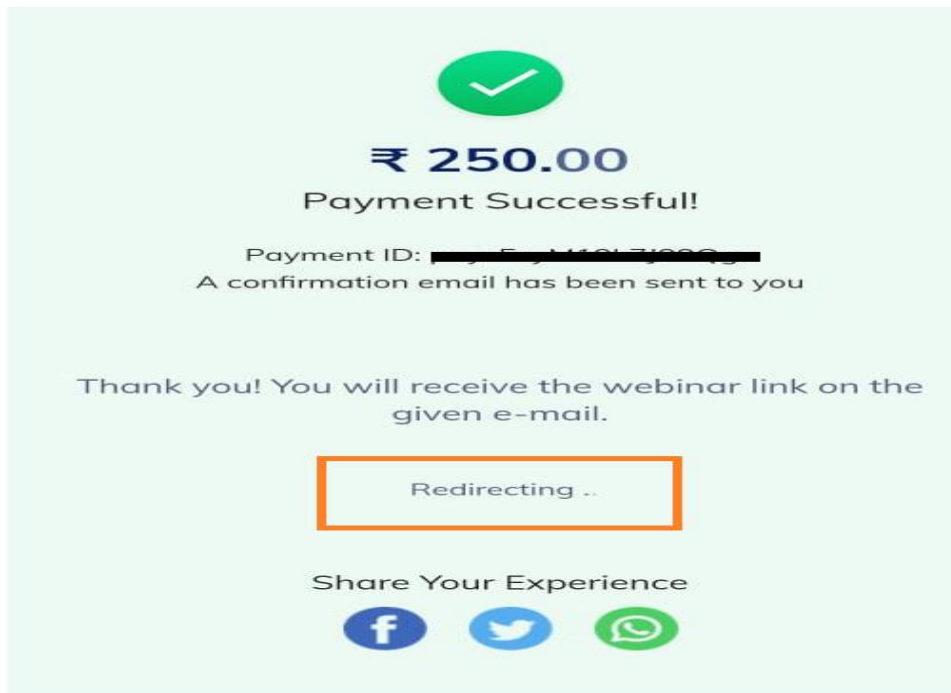 ₹ 250.00
Payment Successful!
Payment ID:
A confirmation email has been sent to you
Thank you! You will receive the webinar link on the
given e-mail.
Redirecting ..
Share Your Experience